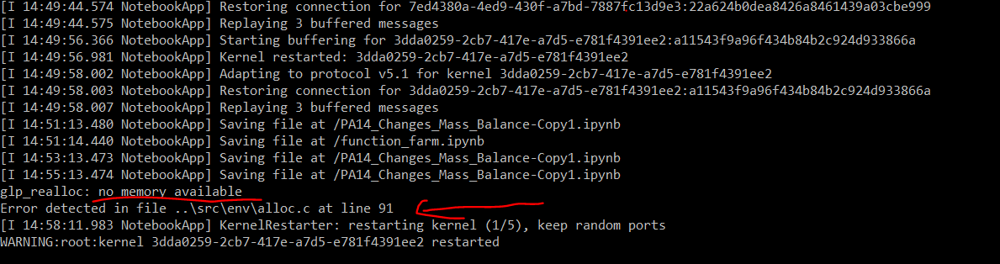 [I 14:49:44.574 NotebookApp] Restoring connection for 7ed4380a-4ed9-430f-a7bd-7887fc13d9e3:22a624b0dea8426a8461439a03cbe999
[I 14:49:44.575 NotebookApp] Replaying 3 buffered messages
[I 14:49:56.366 NotebookApp] Starting buffering for 3dda0259-2cb7-417e-a7d5-e781f4391ee2:a11543f9a96f434b84b2c924d933866a
[I 14:49:56.981 NotebookApp] Kernel restarted: 3dda0259-2cb7-417e-a7d5-e781f4391ee2
[I 14:49:58.002 NotebookApp] Adapting to protocol v5.1 for kernel 3dda0259-2cb7-417e-a7d5-e781f4391ee2
[I 14:49:58.003 NotebookApp] Restoring connection for 3dda0259-2cb7-417e-a7d5-e781f4391ee2:a11543f9a96f434b84b2c924d933866a
[I 14:49:58.007 NotebookApp] Replaying 3 buffered messages
[I 14:51:13.480 NotebookApp] Saving file at /PA14_Changes_Mass_Balance-Copy1.ipynb
[I 14:51:14.440 NotebookApp] Saving file at /function_farm.ipynb
[I 14:53:13.473 NotebookApp] Saving file at /PA14_Changes_Mass_Balance-Copy1.ipynb
[I 14:55:13.474 NotebookApp] Saving file at /PA14_Changes_Mass_Balance-Copy1.ipynb
glp_realloc: no memory available
Error detected in file ..\src\env\alloc.c at line 91
[I 14:58:11.983 NotebookApp] KernelRestarter: restarting kernel (1/5), keep random ports
WARNING:root:kernel 3dda0259-2cb7-417e-a7d5-e781f4391ee2 restarted